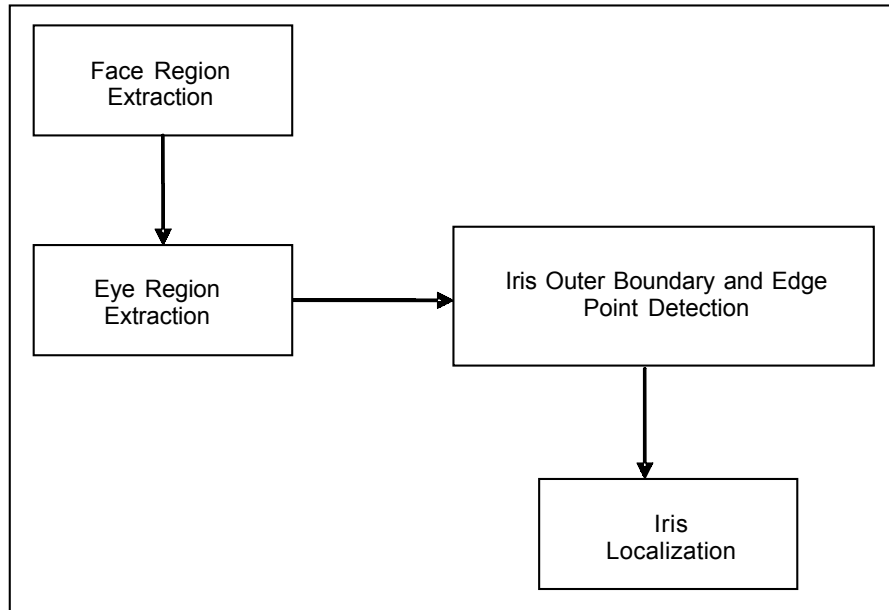 Face Region
Extraction
Eye Region
Extraction
Iris Outer Boundary and Edge
Point Detection
Iris
Localization